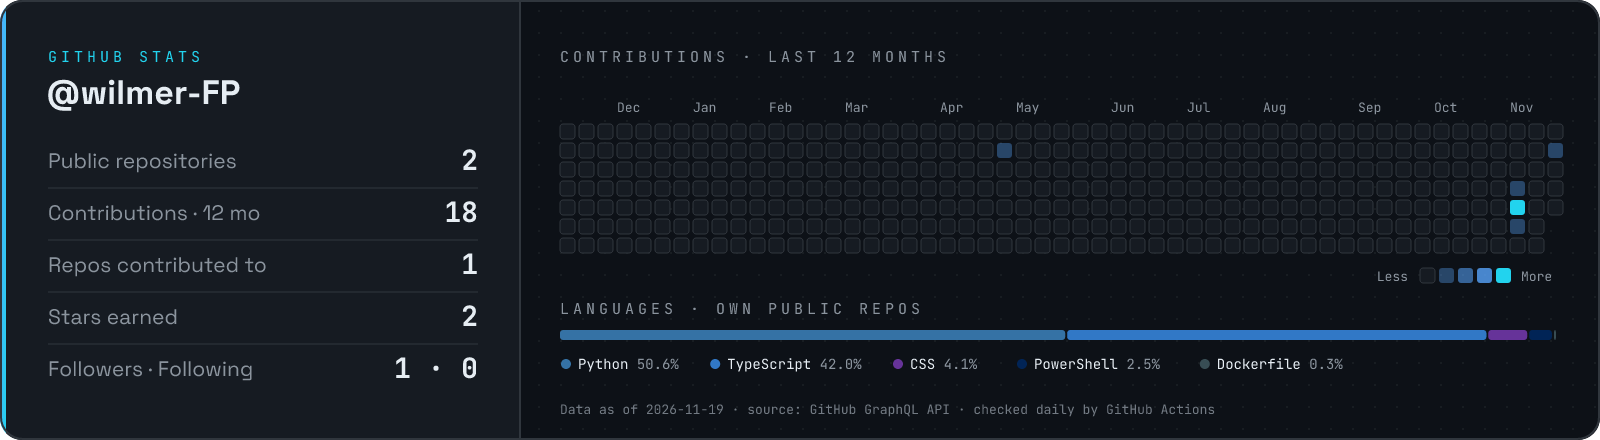 GITHUB STATS
@wilmer-FP
Public repositories 2
Contributions · 12 mo 18
Repos contributed to 1
Stars earned 2
Followers · Following 1 · 0
CONTRIBUTIONS · LAST 12 MONTHS
Dec Jan Feb Mar Apr May Jun Jul Aug Sep Oct Nov
Less More
LANGUAGES · OWN PUBLIC REPOS
Python 50.6% TypeScript 42.0% CSS 4.1% PowerShell 2.5% Dockerfile 0.3%
Data as of 2026-11-19 · source: GitHub GraphQL API · checked daily by GitHub Actions